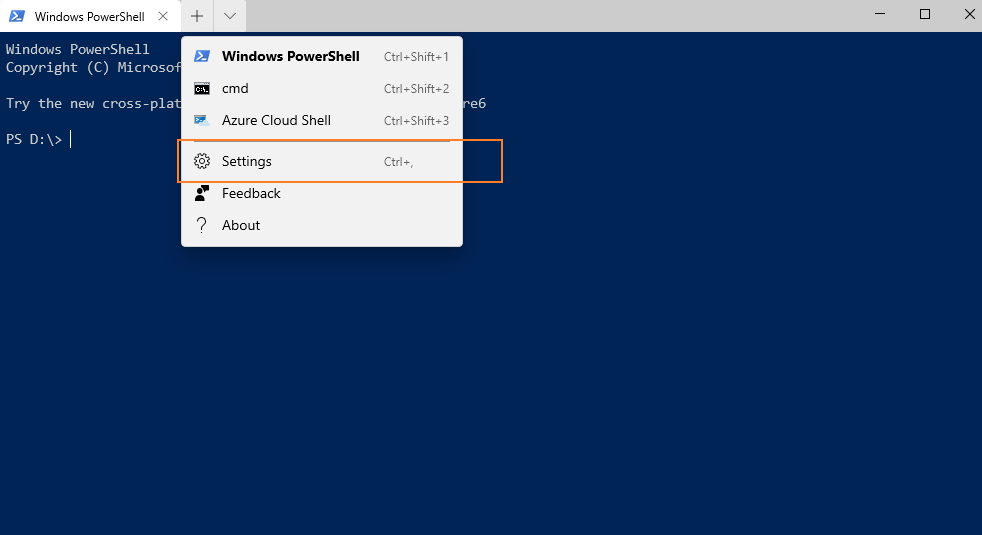 Windows PowerShell
Windows PowerShell
Copyright (C) Microsof
Try the new cross-plat
re6
PS D:\>
Windows PowerShell Ctrl+Shift+1
cmd Ctrl+Shift+2
Azure Cloud Shell Ctrl+Shift+3
Settings Ctrl+,
Feedback
? About